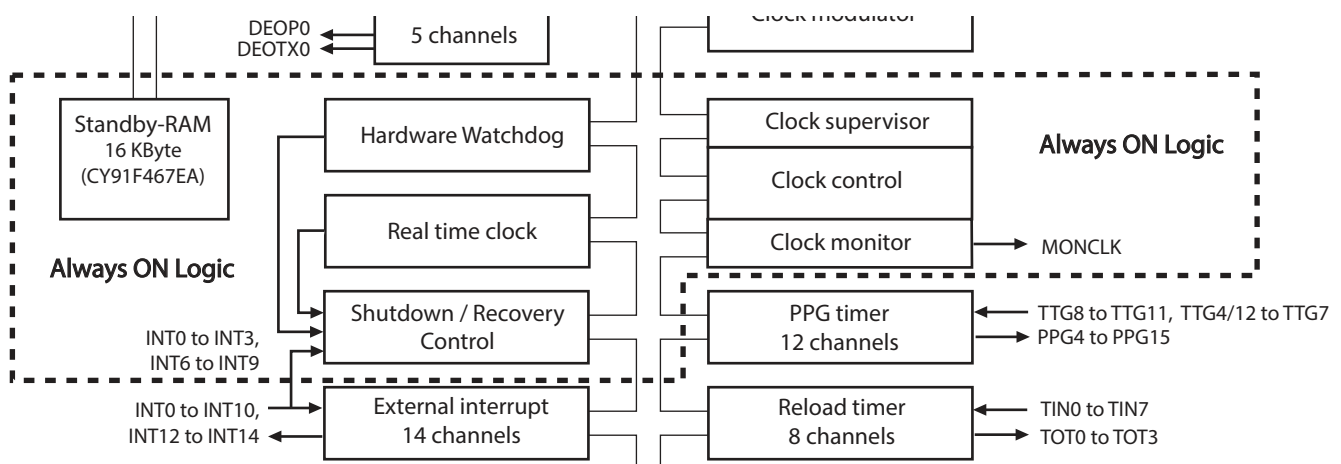 DEOP0
DEOTX0
5 channels
Clock modulator
Standby-RAM
16 KByte
(CY91F467EA)
Hardware Watchdog
Clock supervisor
Always ON Logic
Clock control
Real time clock
Clock monitor
MONCLK
Always ON Logic
Shutdown / Recovery
Control
INT0 to INT3,
INT6 to INT9
PPG timer
12 channels
TTG8 to TTG11, TTG4/12 to TTG7
PPG4 to PPG15
INT0 to INT10,
INT12 to INT14
External interrupt
14 channels
Reload timer
8 channels
TIN0 to TIN7
TOT0 to TOT3